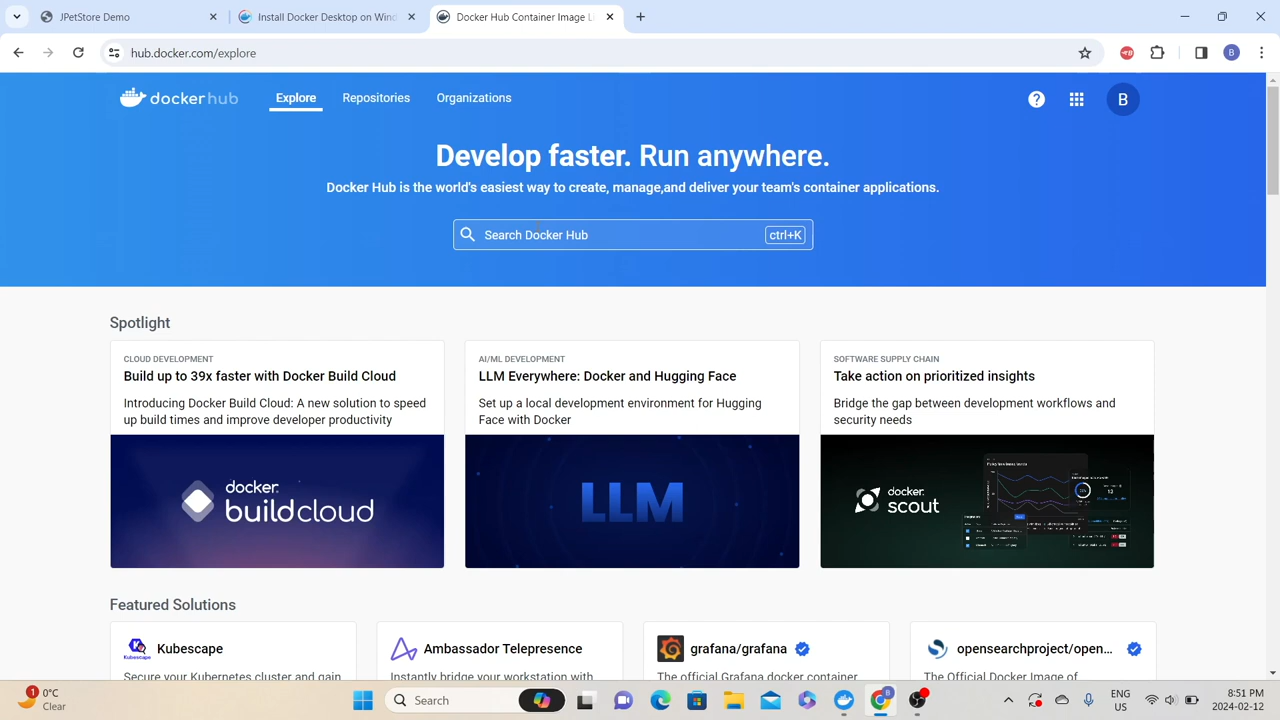 JPetStore Demo
Install Docker Desktop on Wind
Docker Hub Container Image Li
hub.docker.com/explore
B
dockerhub
Explore
Repositories
Organizations
B
Develop faster. Run anywhere.
Docker Hub is the world's easiest way to create, manage,and deliver your team's container applications.
Search Docker Hub
ctrl+K
Spotlight
CLOUD DEVELOPMENT
Build up to 39x faster with Docker Build Cloud
Introducing Docker Build Cloud: A new solution to speed
up build times and improve developer productivity
docker
buildcloud
AI/ML DEVELOPMENT
LLM Everywhere: Docker and Hugging Face
Set up a local development environment for Hugging
Face with Docker
LLM
SOFTWARE SUPPLY CHAIN
Take action on prioritized insights
Bridge the gap between development workflows and
security needs
docker
scout
Featured Solutions
Kubescape
Secure your Kubernetes cluster and gain
Ambassador Telepresence
Instantly bridge your workstation with
grafana/grafana
The official Grafana docker container
opensearchproject/open...
The Official Docker Image of
1
0°C
Clear
Search
ENG
US
8:51 PM
2024-02-12